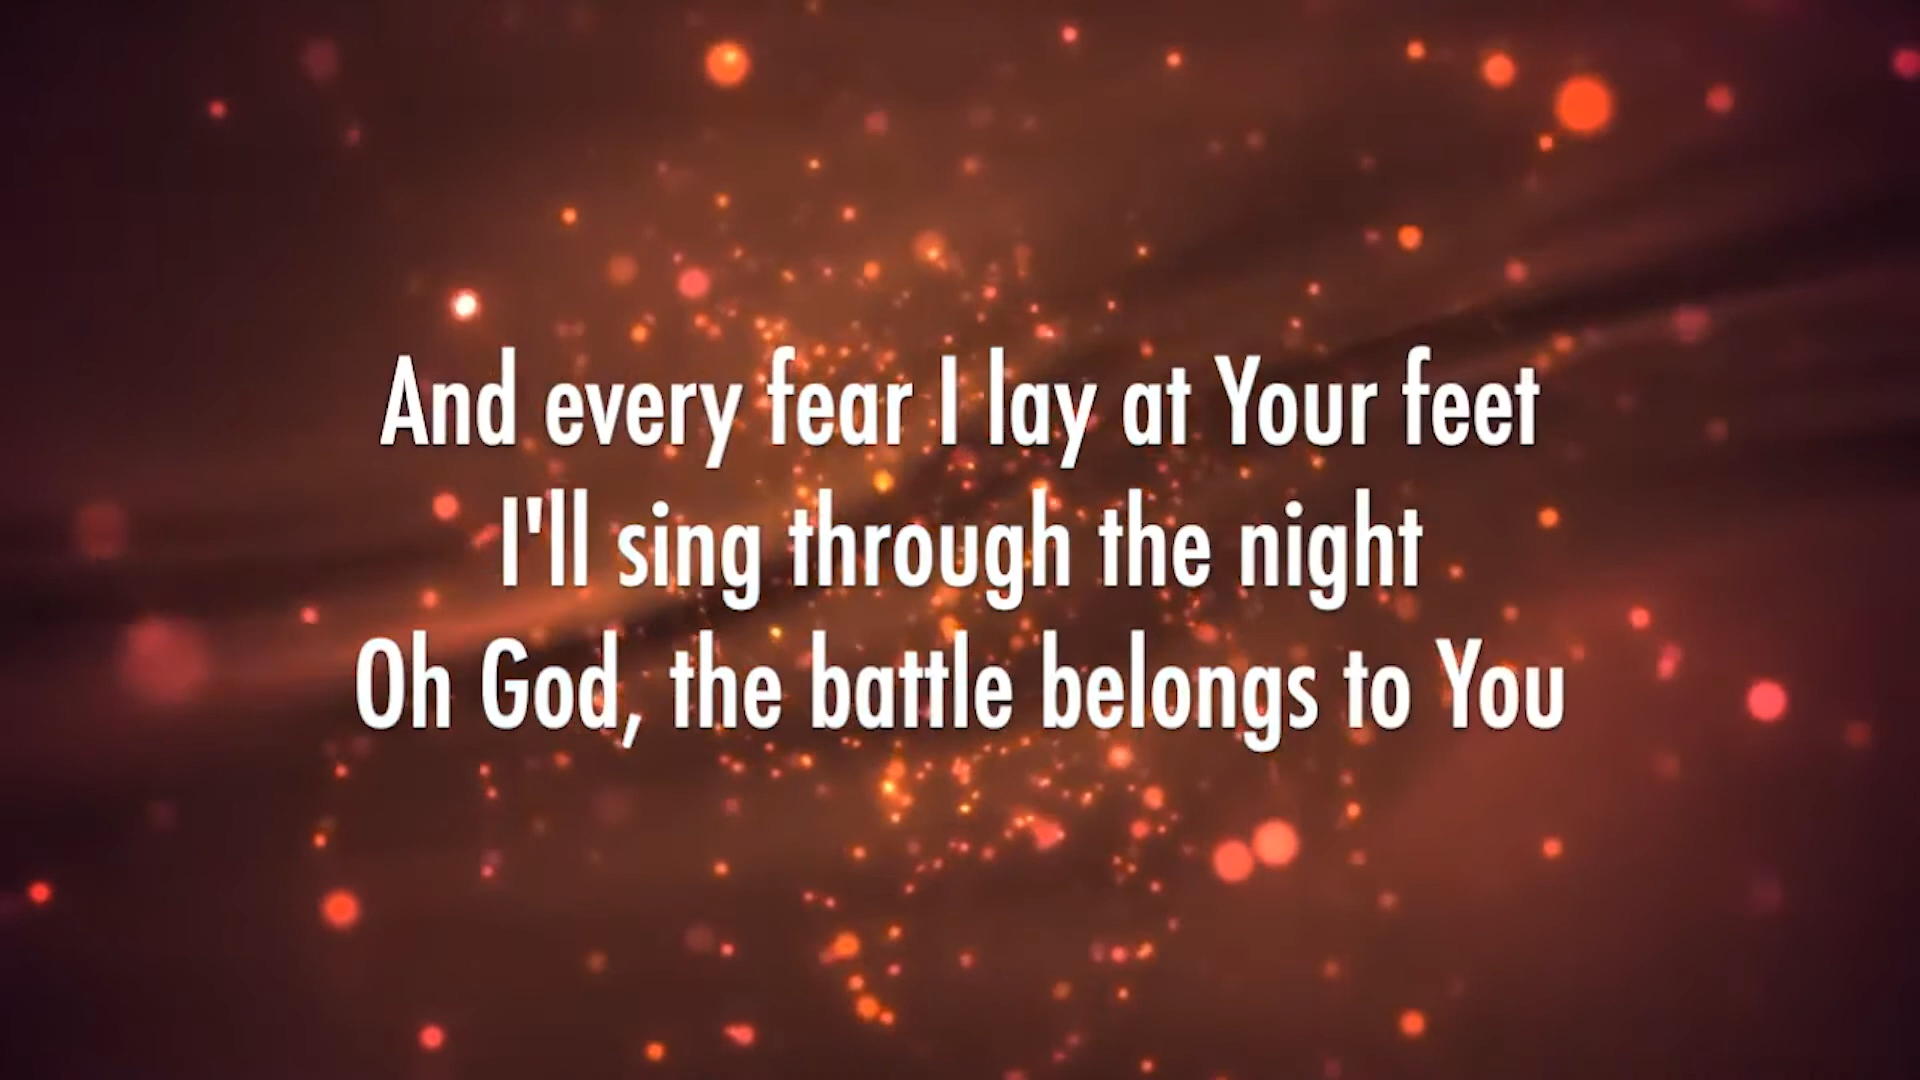 And every fear I lay at Your feet
I'll sing through the night
Oh God, the battle belongs to You